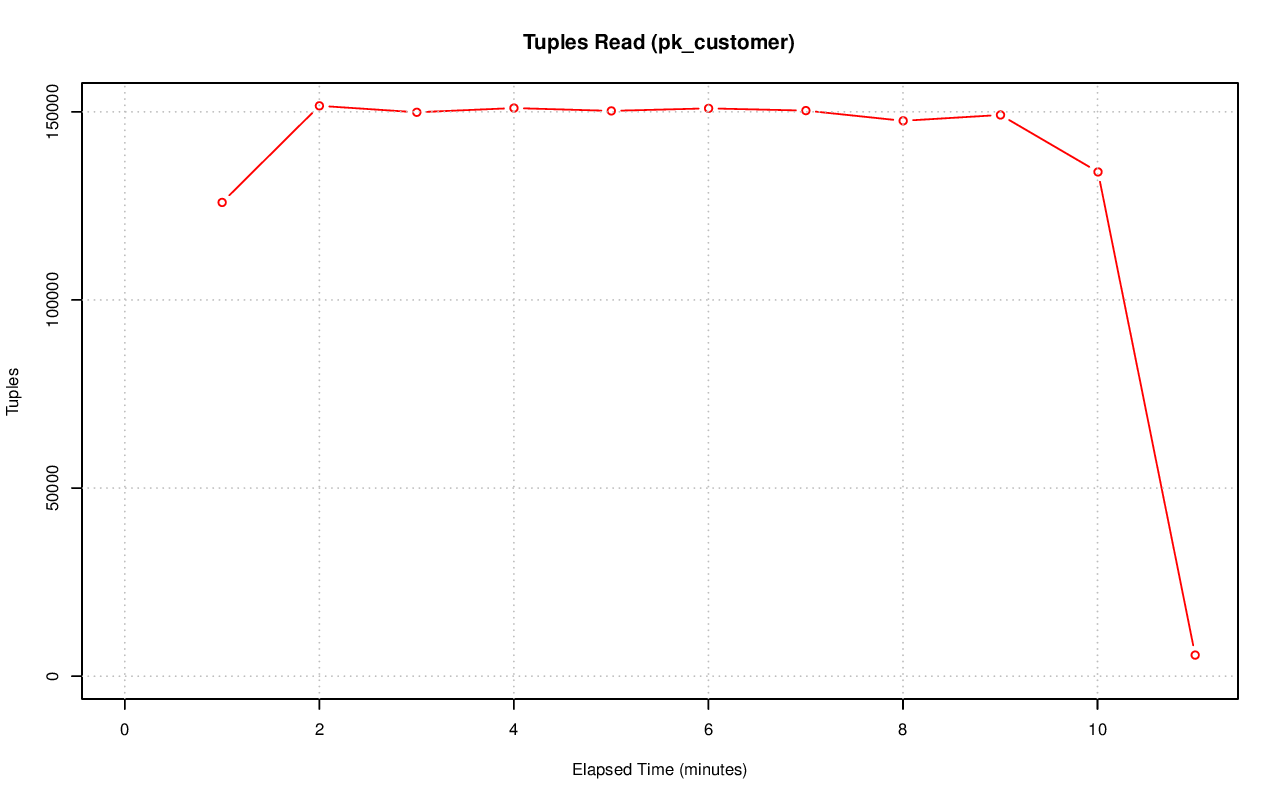 Tuples Read (pk_customer)
Tuples
150000
100000
50000
0
0 2 4 6 8 10
Elapsed Time (minutes)